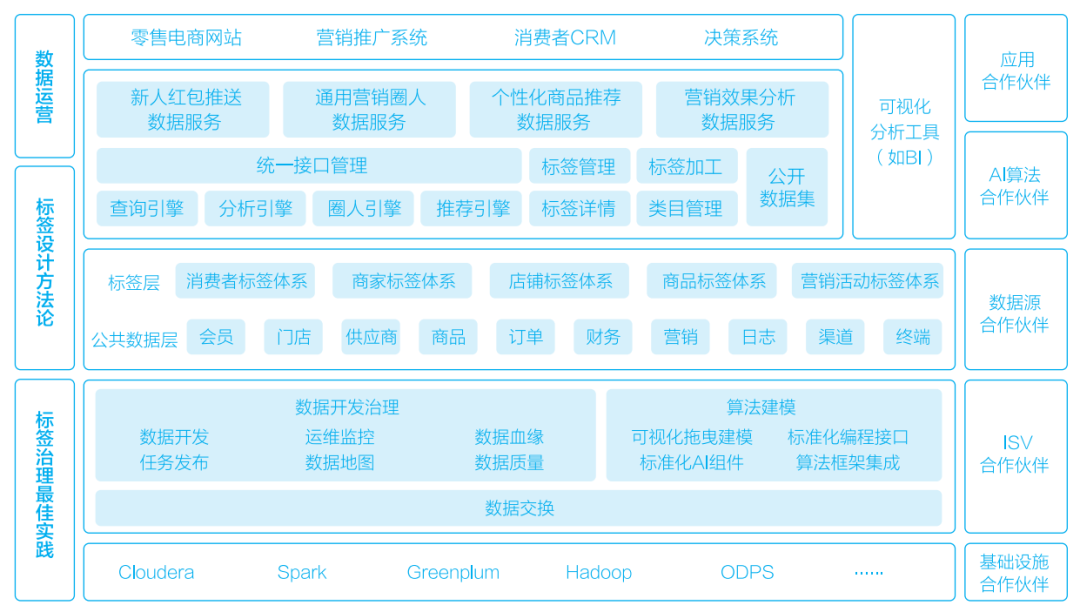 数据运营
标签设计方法论
标签治理最佳实践
零售电商网站 营销推广系统 消费者CRM 决策系统
新人红包推送
数据服务
通用营销圈人
数据服务
个性化商品推荐
数据服务
营销效果分析
数据服务
统一接口管理
标签管理
标签加工
公开
数据集
查询引擎
分析引擎
圈人引擎
推荐引擎
标签详情
类目管理
可视化
分析工具
（如BI）
标签层
消费者标签体系
商家标签体系
店铺标签体系
商品标签体系
营销活动标签体系
公共数据层
会员
门店
供应商
商品
订单
财务
营销
日志
渠道
终端
数据开发治理
数据开发 运维监控 数据血缘
任务发布 数据地图 数据质量
算法建模
可视化拖曳建模 标准化编程接口
标准化AI组件 算法框架集成
数据交换
Cloudera Spark Greenplum Hadoop ODPS ······
应用
合作伙伴
AI算法
合作伙伴
数据源
合作伙伴
ISV
合作伙伴
基础设施
合作伙伴